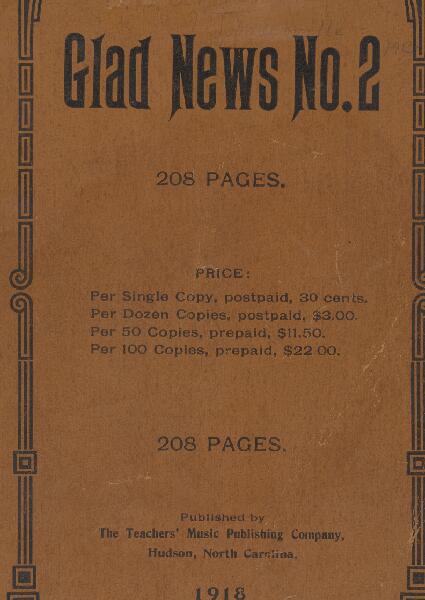 Glad News No.2
208 PAGES.
PRICE:
Per Single Copy, postpaid, 30 cents.
Per Dozen Copies, postpaid, $3.00.
Per 50 Copies, prepaid, $11.50.
Per 100 Copies, prepaid, $22 00.
208 PAGES.
Published by
The Teachers' Music Publishing Company,
Hudson, North Carolina.
1918